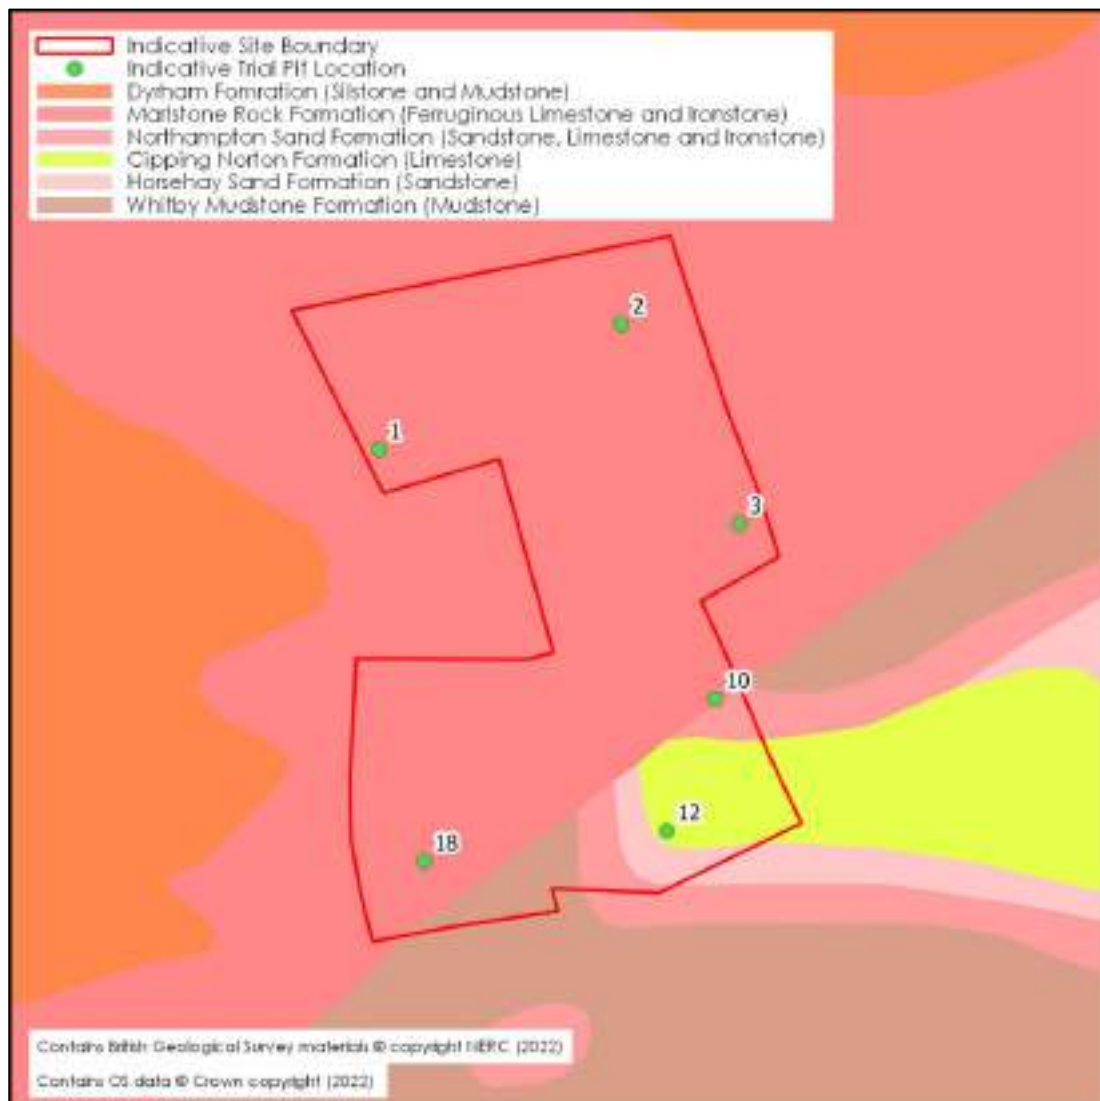 Indicative Site Boundary
Indicative Trial Pit Location
Dyrham Fomration (Silstone and Mudstone)
Marlstone Rock Formation (Ferruginous Limestone and Ironstone)
Northampton Sand Formation (Sandstone, Limestone and Ironstone)
Cipping Norton Formation (Limestone)
Horsehay Sand Formation (Sandstone)
Whitby Mudstone Formation (Mudstone)
2
1
3
10
12
18
Contains British Geological Survey materials © copyright NERC (2022)
Contains OS data © Crown copyright (2022)